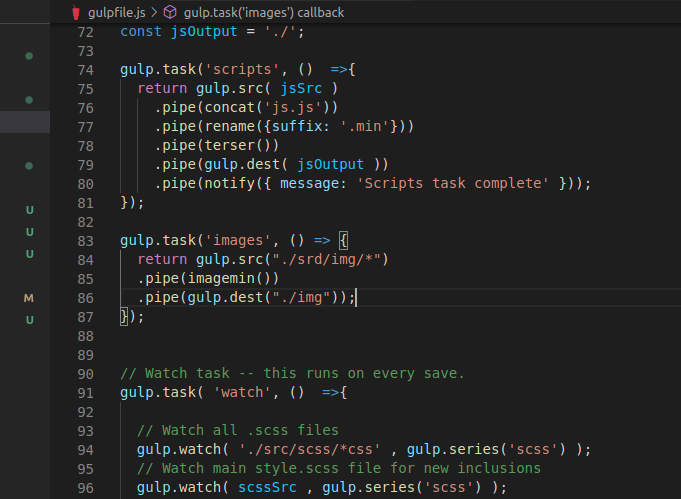 gulpfile.js > gulp.task('images') callback
72 const jsOutput = './';
73
74 gulp.task('scripts', ()  =>{
75   return gulp.src( jsSrc )
76     .pipe(concat('js.js'))
77     .pipe(rename({suffix: '.min'}))
78     .pipe(terser())
79     .pipe(gulp.dest( jsOutput ))
80     .pipe(notify({ message: 'Scripts task complete' }));
81 });
82
83 gulp.task('images', () => {
84   return gulp.src("./srd/img/*")
85   .pipe(imagemin())
86   .pipe(gulp.dest("./img"));
87 });
88
89
90 // Watch task -- this runs on every save.
91 gulp.task( 'watch', ()  =>{
92
93   // Watch all .scss files
94   gulp.watch( './src/scss/*css' , gulp.series('scss') );
95   // Watch main style.scss file for new inclusions
96   gulp.watch( scssSrc , gulp.series('scss') );
U
U
U
M
U